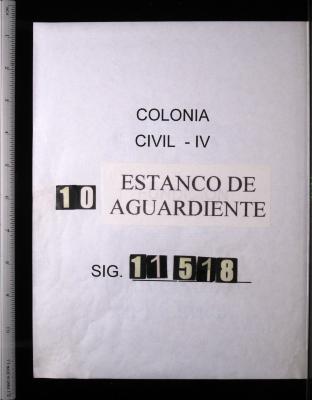 COLONIA
CIVIL - IV
10 ESTANCO DE
AGUARDIENTE
SIG. 11518